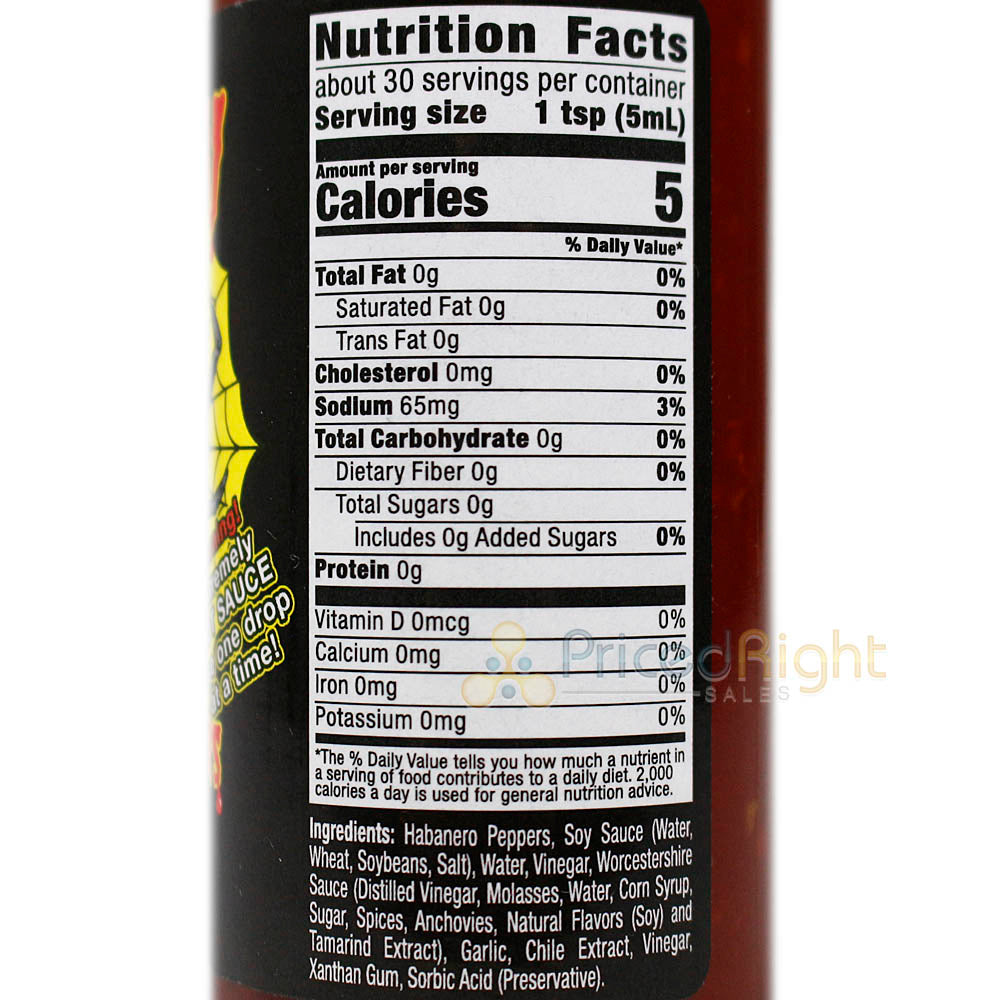 Nutrition Facts
about 30 servings per container
Serving size 1 tsp (5mL)
Amount per serving
Calories 5
% Daily Value*
Total Fat 0g 0%
Saturated Fat 0g 0%
Trans Fat 0g
Cholesterol 0mg 0%
Sodium 65mg 3%
Total Carbohydrate 0g 0%
Dietary Fiber 0g 0%
Total Sugars 0g
Includes 0g Added Sugars 0%
Protein 0g
Vitamin D 0mcg 0%
Calcium 0mg 0%
Iron 0mg 0%
Potassium 0mg 0%
*The % Daily Value tells you how much a nutrient in
a serving of food contributes to a daily diet. 2,000
calories a day is used for general nutrition advice.
Ingredients: Habanero Peppers, Soy Sauce (Water,
Wheat, Soybeans, Salt), Water, Vinegar, Worcestershire
Sauce (Distilled Vinegar, Molasses, Water, Corn Syrup,
Sugar, Spices, Anchovies, Natural Flavors (Soy) and
Tamarind Extract), Garlic, Chile Extract, Vinegar,
Xanthan Gum, Sorbic Acid (Preservative).
SAUCE
one drop
at a time!
PricedRight
SALES